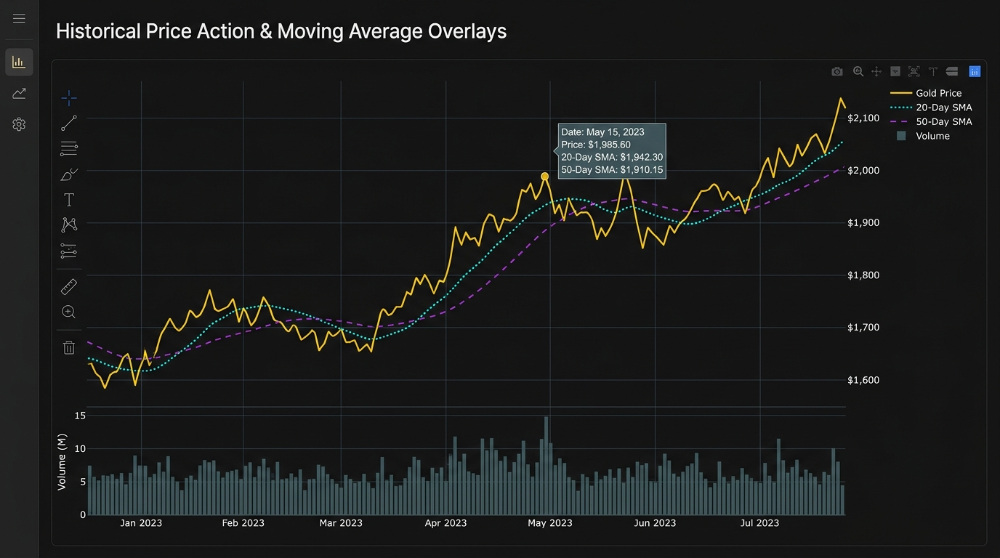 Historical Price Action & Moving Average Overlays
Gold Price
20-Day SMA
50-Day SMA
Volume
Date: May 15, 2023
Price: $1,985.60
20-Day SMA: $1,942.30
50-Day SMA: $1,910.15
$2,100
$2,000
$1,900
$1,800
$1,700
$1,600
Volume (M)
15
10
5
0
Jan 2023
Feb 2023
Mar 2023
Apr 2023
May 2023
Jun 2023
Jul 2023